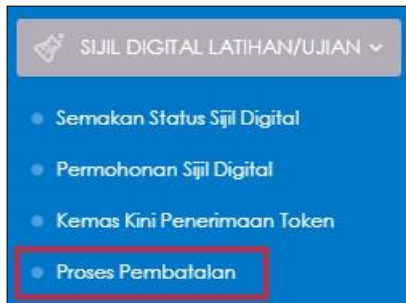 SIJIL DIGITAL LATIHAN/UJIAN
Semakan Status Sijil Digital
Permohonan Sijil Digital
Kemas Kini Penerimaan Token
Proses Pembatalan